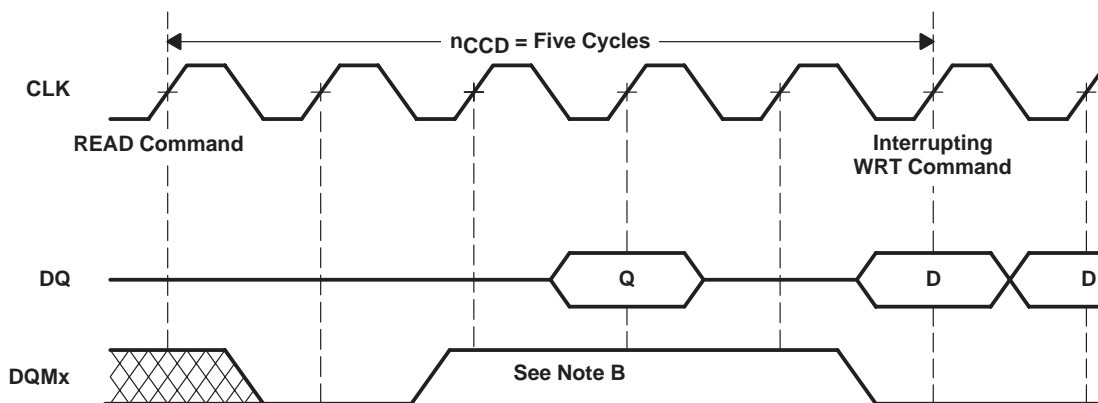 nCCD = Five Cycles
CLK
READ Command
Interrupting
WRT Command
DQ
Q
D
D
DQMx
See Note B